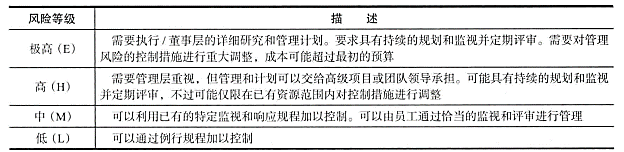 风险等级 描 述
极高（E） 需要执行/董事层的详细研究和管理计划。要求具有持续的规划和监视并定期评审。需要对管理
风险的控制措施进行重大调整，成本可能超过最初的预算
高（H） 需要管理层重视，但管理和计划可以交给高级项目或团队领导承担。可能具有持续的规划和监视
并定期评审，不过可能仅限在已有资源范围内对控制措施进行调整
中（M） 可以利用已有的特定监视和响应规程加以控制。可以由员工通过恰当的监视和评审进行管理
低（L） 可以通过例行规程加以控制